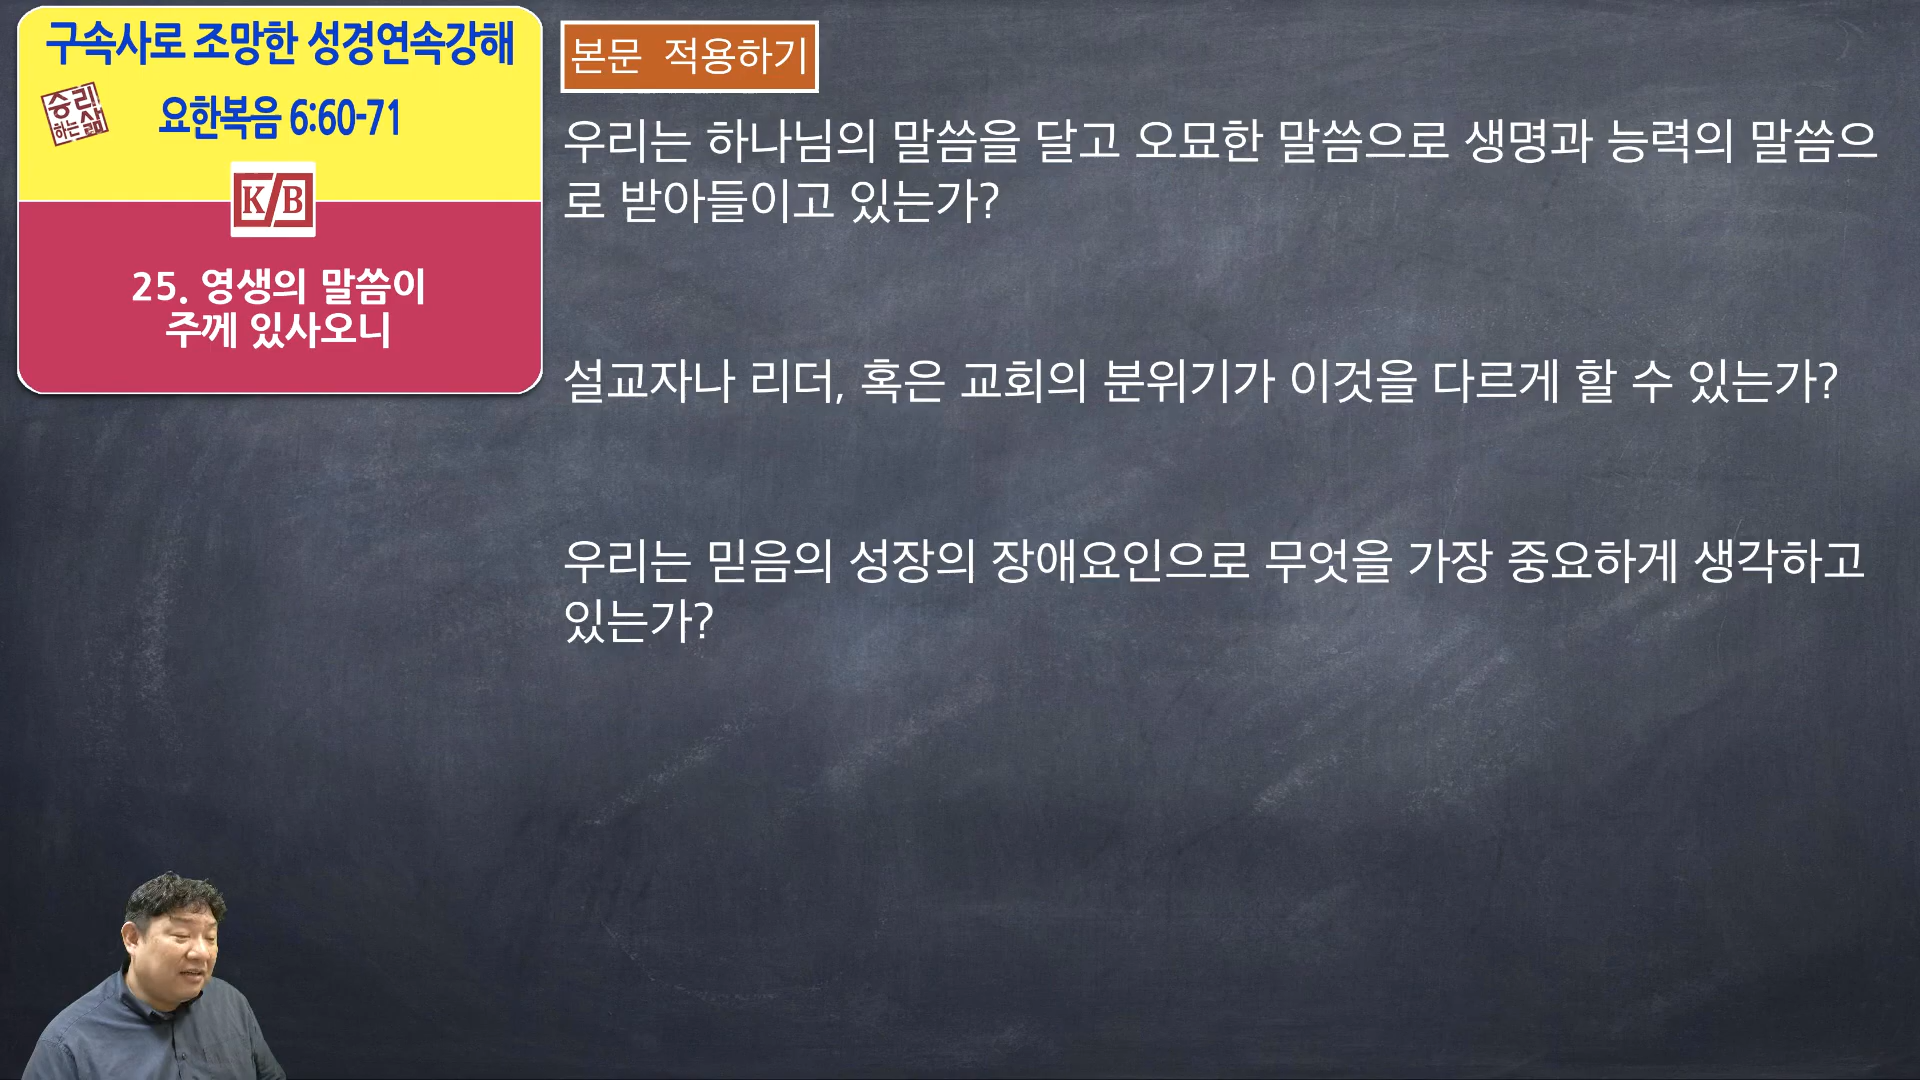 구속사로 조망한 성경연속강해
승리
하는 삶
요한복음 6:60-71
K/B
25. 영생의 말씀이
주께 있사오니
본문 적용하기
우리는 하나님의 말씀을 달고 오묘한 말씀으로 생명과 능력의 말씀으
로 받아들이고 있는가?
설교자나 리더, 혹은 교회의 분위기가 이것을 다르게 할 수 있는가?
우리는 믿음의 성장의 장애요인으로 무엇을 가장 중요하게 생각하고
있는가?